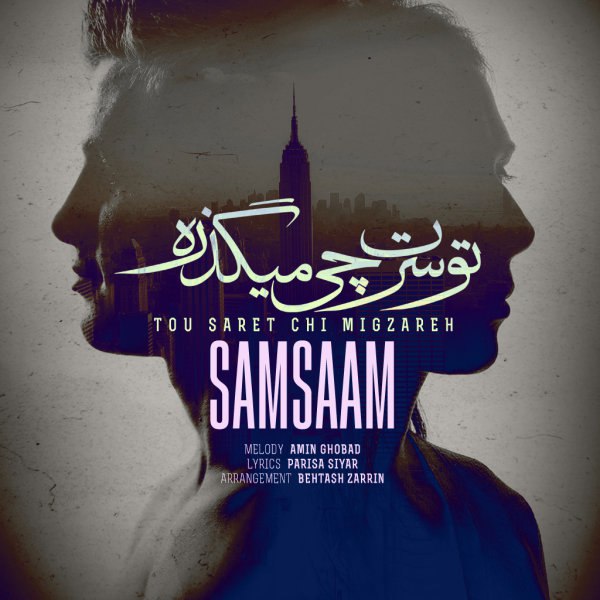 تو سرت چی میگذره
TOU SARET CHI MIGZAREH
SAMSAAM
MELODY AMIN GHOBAD
LYRICS PARISA SIYAR
ARRANGEMENT BEHTASH ZARRIN